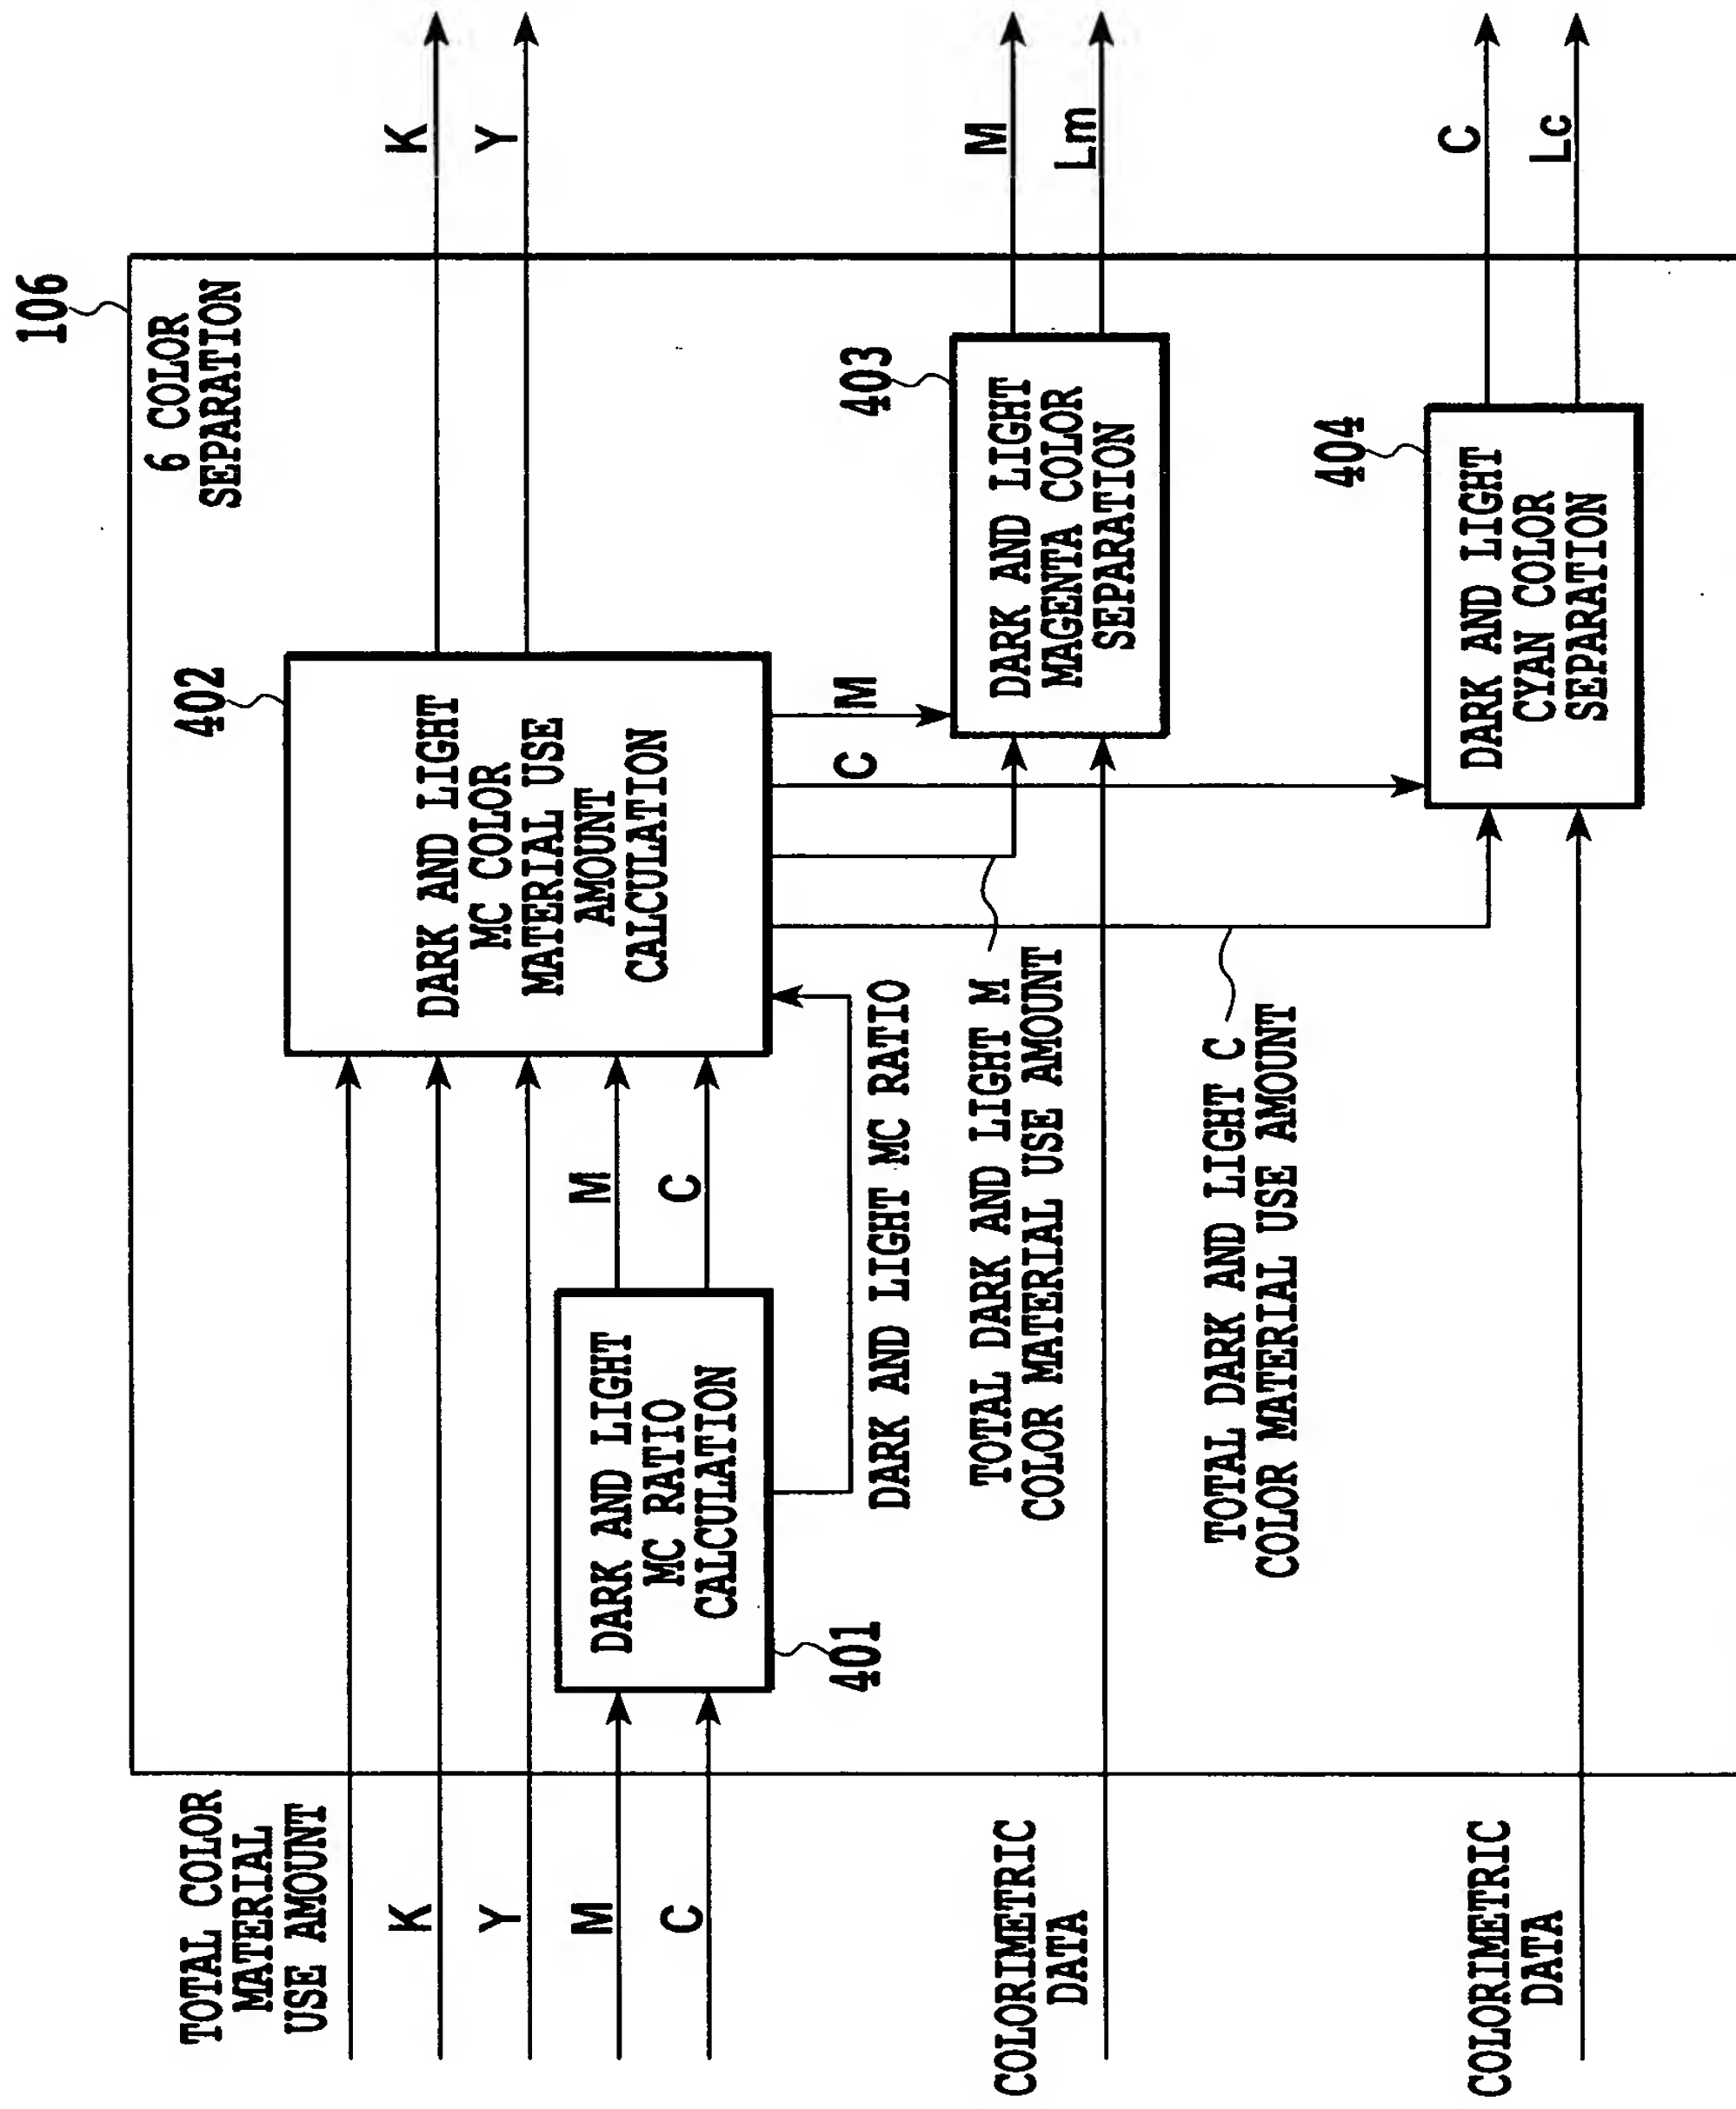 106
6 COLOR
SEPARATION
TOTAL COLOR
MATERIAL
USE AMOUNT
K
Y
M
C
COLORIMETRIC
DATA
COLORIMETRIC
DATA
DARK AND LIGHT
MC RATIO
CALCULATION
401
M
C
DARK AND LIGHT MC RATIO
402
DARK AND LIGHT
MC COLOR
MATERIAL USE
AMOUNT
CALCULATION
M
C
TOTAL DARK AND LIGHT M
COLOR MATERIAL USE AMOUNT
TOTAL DARK AND LIGHT C
COLOR MATERIAL USE AMOUNT
403
DARK AND LIGHT
MAGENTA COLOR
SEPARATION
404
DARK AND LIGHT
CYAN COLOR
SEPARATION
K
Y
M
Lm
C
Lc